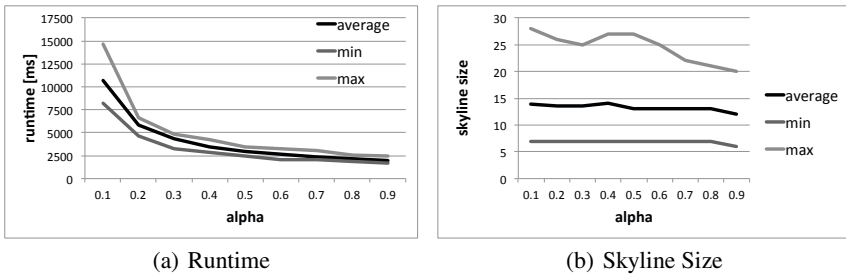 17500
15000
12500
10000
7500
5000
2500
0
runtime [ms]
0.1 0.2 0.3 0.4 0.5 0.6 0.7 0.8 0.9
alpha
average
min
max
(a) Runtime
30
25
20
15
10
5
0
skyline size
0.1 0.2 0.3 0.4 0.5 0.6 0.7 0.8 0.9
alpha
average
min
max
(b) Skyline Size